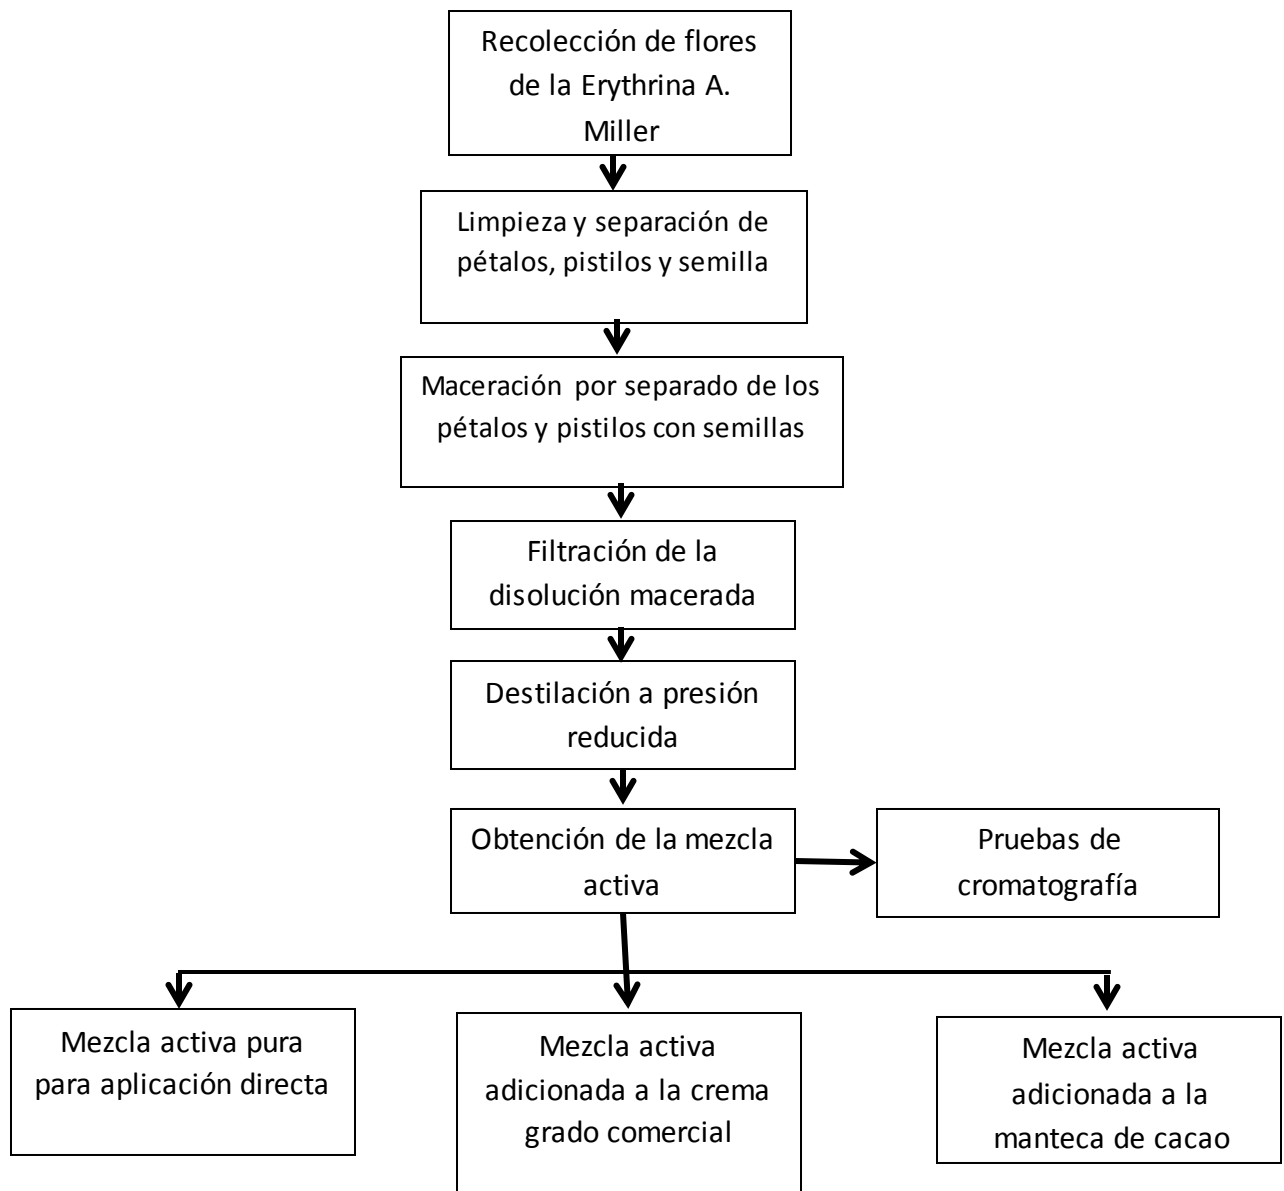 Recolección de flores
de la Erythrina A.
Miller
Limpieza y separación de
pétalos, pistilos y semilla
Maceración por separado de los
pétalos y pistilos con semillas
Filtración de la
disolución macerada
Destilación a presión
reducida
Obtención de la mezcla
activa
Pruebas de
cromatografía
Mezcla activa pura
para aplicación directa
Mezcla activa
adicionada a la crema
grado comercial
Mezcla activa
adicionada a la
manteca de cacao